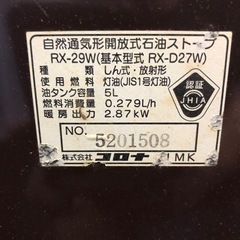 自然通気形開放式石油ストーブ
RX-29W(基本型式 RX-D27W)
種類 しん式・放射形
使用燃料 灯油(JIS1号灯油)
油タンク容量 5L
燃料消費量 0.279L/h
暖房出力 2.87kW
認証
JHIA
NO. 5201508
株式会社 コロナ MK